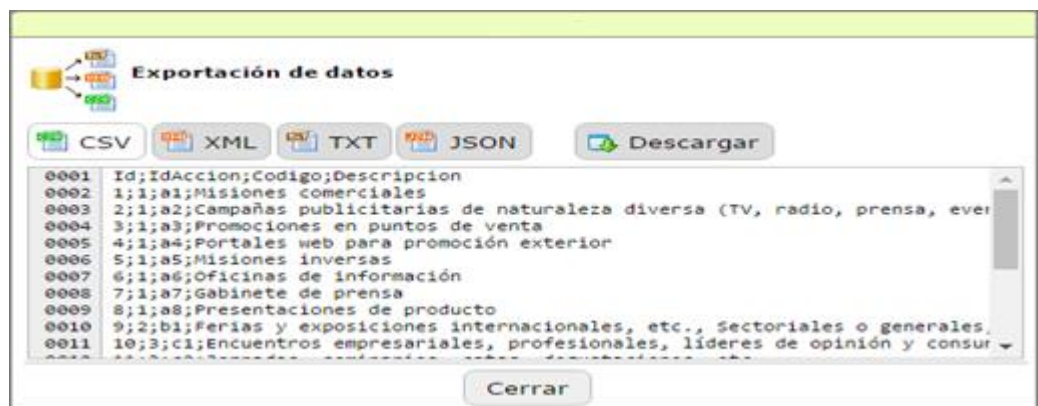 Exportación de datos
CSV XML TXT JSON Descargar
0001 Id;IdAccion;Codigo;Descripcion
0002 1;1;a1;Misiones comerciales
0003 2;1;a2;Campañas publicitarias de naturaleza diversa (TV, radio, prensa, ever
0004 3;1;a3;Promociones en puntos de venta
0005 4;1;a4;Portales web para promoción exterior
0006 5;1;a5;Misiones inversas
0007 6;1;a6;Oficinas de información
0008 7;1;a7;Gabinete de prensa
0009 8;1;a8;Presentaciones de producto
0010 9;2;b1;Ferias y exposiciones internacionales, etc., Sectoriales o generales,
0011 10;3;c1;Encuentros empresariales, profesionales, líderes de opinión y consum
Cerrar